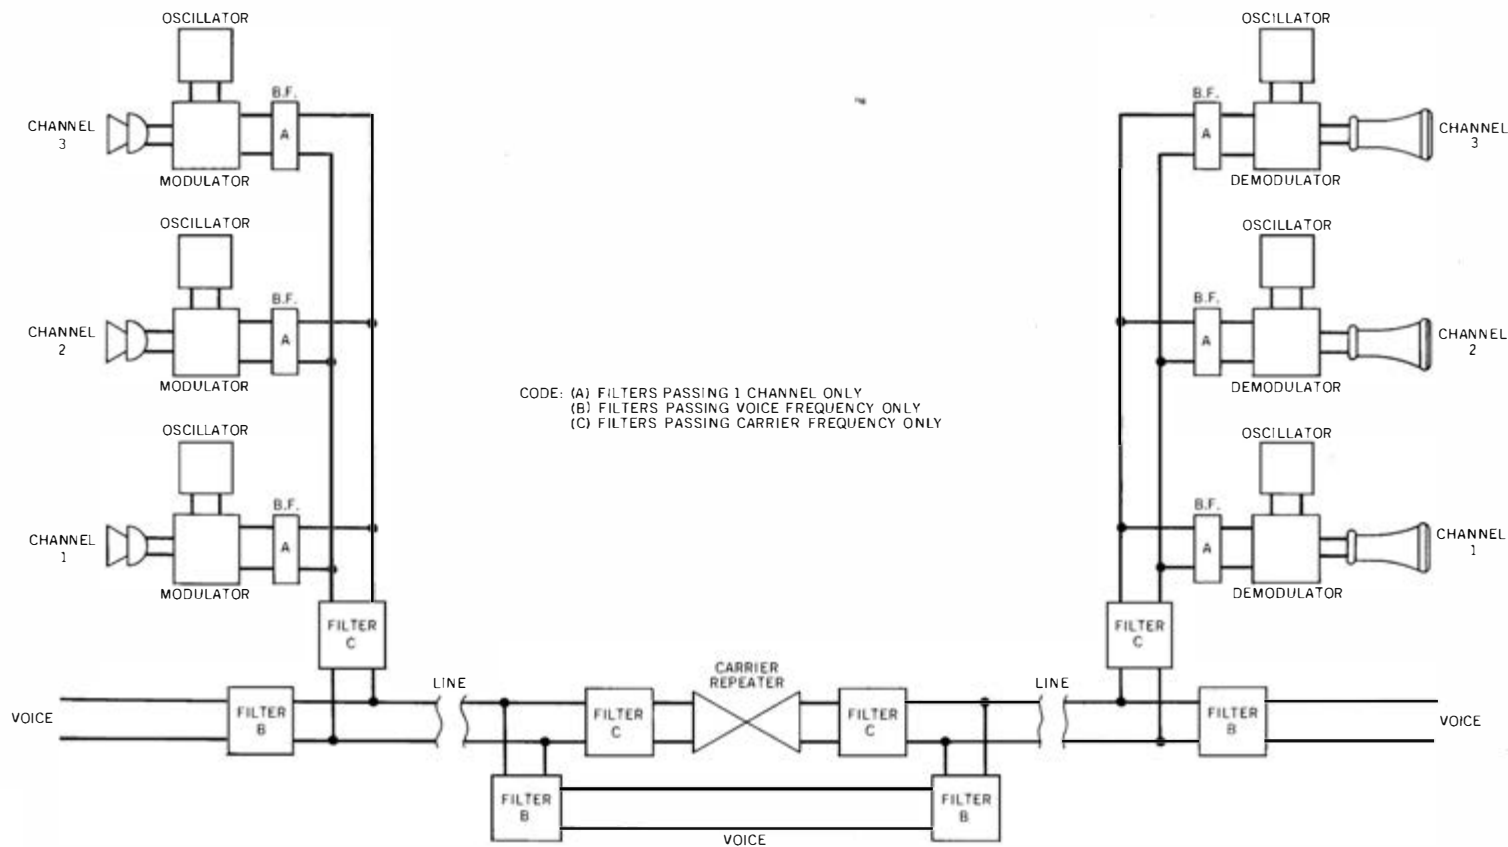 OSCILLATOR
B.F.
CHANNEL
3
A
MODULATOR
OSCILLATOR
B.F.
CHANNEL
2
A
MODULATOR
OSCILLATOR
B.F.
CHANNEL
1
A
MODULATOR
FILTER
C
OSCILLATOR
B.F.
A
CHANNEL
3
DEMODULATOR
OSCILLATOR
B.F.
A
CHANNEL
2
DEMODULATOR
OSCILLATOR
B.F.
A
CHANNEL
1
DEMODULATOR
FILTER
C
CODE: (A) FILTERS PASSING 1 CHANNEL ONLY
(B) FILTERS PASSING VOICE FREQUENCY ONLY
(C) FILTERS PASSING CARRIER FREQUENCY ONLY
VOICE
FILTER
B
LINE
FILTER
C
CARRIER
REPEATER
FILTER
C
LINE
FILTER
B
VOICE
FILTER
B
VOICE
FILTER
B